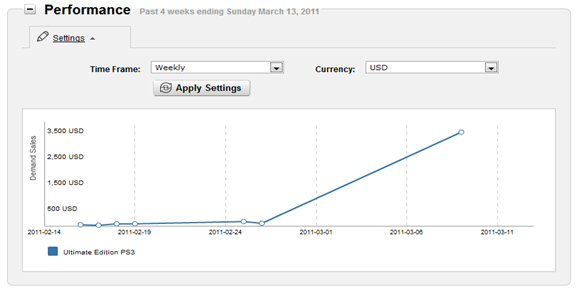 Performance Past 4 weeks ending Sunday March 13, 2011
Settings
Time Frame: Weekly Currency: USD
Apply Settings
Demand Sales
3,500 USD
2,500 USD
1,500 USD
500 USD
2011-02-14 2011-02-19 2011-02-24 2011-03-01 2011-03-06 2011-03-11
Ultimate Edition PS3